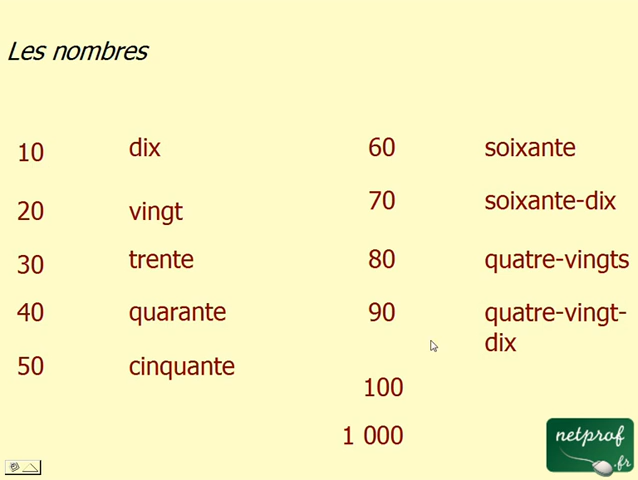 Les nombres
10 dix 60 soixante
20 vingt 70 soixante-dix
30 trente 80 quatre-vingts
40 quarante 90 quatre-vingt-
dix
50 cinquante
100
1 000
netprof
.fr